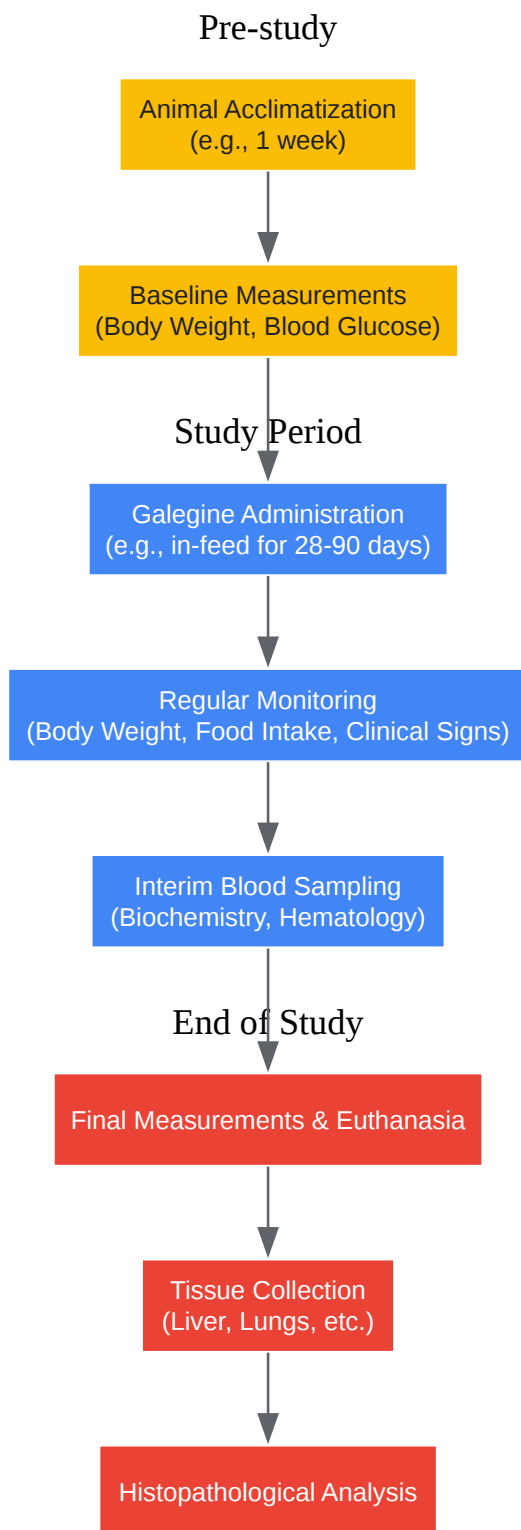 Pre-study
Animal Acclimatization
(e.g., 1 week)
Baseline Measurements
(Body Weight, Blood Glucose)
Study Period
Galegine Administration
(e.g., in-feed for 28-90 days)
Regular Monitoring
(Body Weight, Food Intake, Clinical Signs)
Interim Blood Sampling
(Biochemistry, Hematology)
End of Study
Final Measurements & Euthanasia
Tissue Collection
(Liver, Lungs, etc.)
Histopathological Analysis